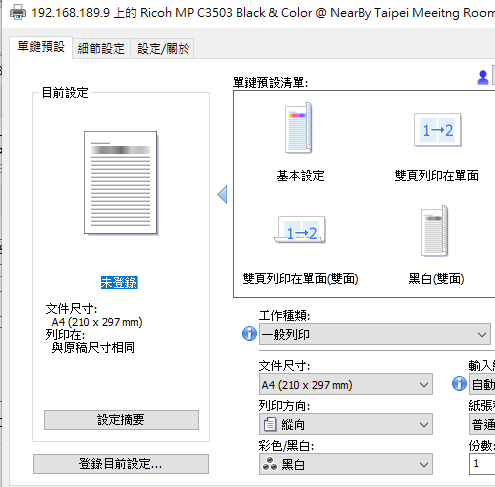 192.168.189.9 上的 Ricoh MP C3503 Black & Color @ NearBy Taipei Meeitng Room
單鍵預設
細節設定
設定/關於
目前設定
未登錄
文件尺寸:
A4 (210 x 297 mm)
列印在:
與原稿尺寸相同
設定摘要
登錄目前設定...
單鍵預設清單:
基本設定
1→2
雙頁列印在單面
1→2
雙頁列印在單面(雙面)
黑白(雙面)
工作種類:
一般列印
文件尺寸:
A4 (210 x 297 mm)
列印方向:
縱向
彩色/黑白:
黑白
輸入
自動
紙張
普通
份數:
1